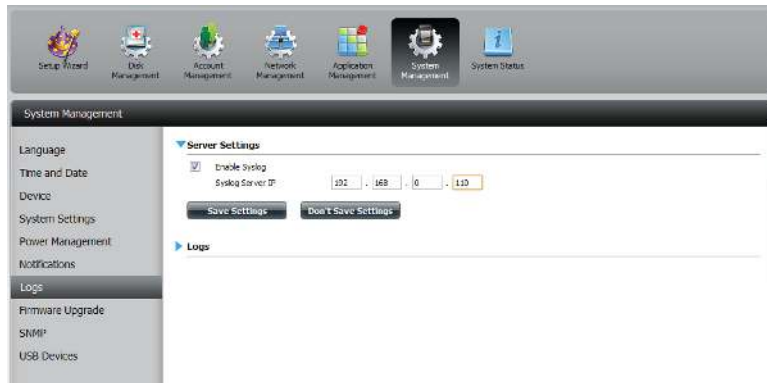 Setup Wizard
Disk Management
Account Management
Network Management
Application Management
System Management
System Status
System Management
Language
Time and Date
Device
System Settings
Power Management
Notifications
Logs
Firmware Upgrade
SNMP
USB Devices
Server Settings
Enable Syslog
Syslog Server IP 192 . 168 . 0 . 110
Save Settings Don't Save Settings
Logs